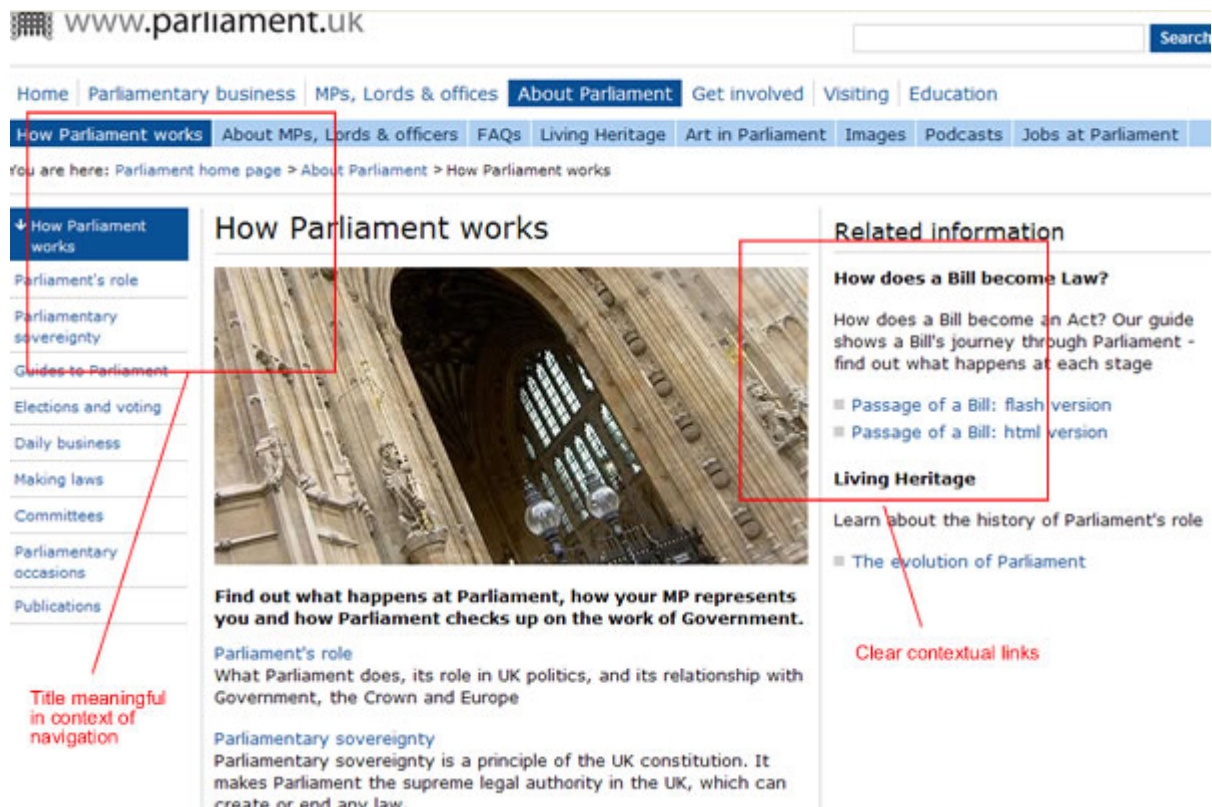 www.parliament.uk
Search
Home Parliamentary business MPs, Lords & offices About Parliament Get involved Visiting Education
How Parliament works About MPs, Lords & officers FAQs Living Heritage Art in Parliament Images Podcasts Jobs at Parliament
You are here: Parliament home page > About Parliament > How Parliament works
How Parliament
works
Parliament's role
Parliamentary
sovereignty
Guides to Parliament
Elections and voting
Daily business
Making laws
Committees
Parliamentary
occasions
Publications
Title meaningful
in context of
navigation
How Parliament works
Find out what happens at Parliament, how your MP represents
you and how Parliament checks up on the work of Government.
Parliament's role
What Parliament does, its role in UK politics, and its relationship with
Government, the Crown and Europe
Parliamentary sovereignty
Parliamentary sovereignty is a principle of the UK constitution. It
makes Parliament the supreme legal authority in the UK, which can
create or end any law
Related information
How does a Bill become Law?
How does a Bill become an Act? Our guide
shows a Bill's journey through Parliament -
find out what happens at each stage
Passage of a Bill: flash version
Passage of a Bill: html version
Living Heritage
Learn about the history of Parliament's role
The evolution of Parliament
Clear contextual links